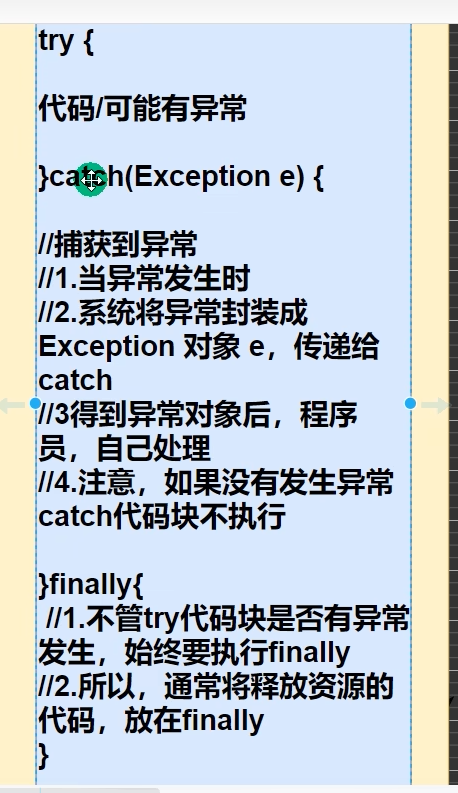 try {
代码/可能有异常
}catch(Exception e) {
//捕获到异常
//1.当异常发生时
//2.系统将异常封装成
Exception 对象 e，传递给
catch
//3得到异常对象后，程序
员，自己处理
//4.注意，如果没有发生异常
catch代码块不执行
}finally{
//1.不管try代码块是否有异常
发生，始终要执行finally
//2.所以，通常将释放资源的
代码，放在finally
}